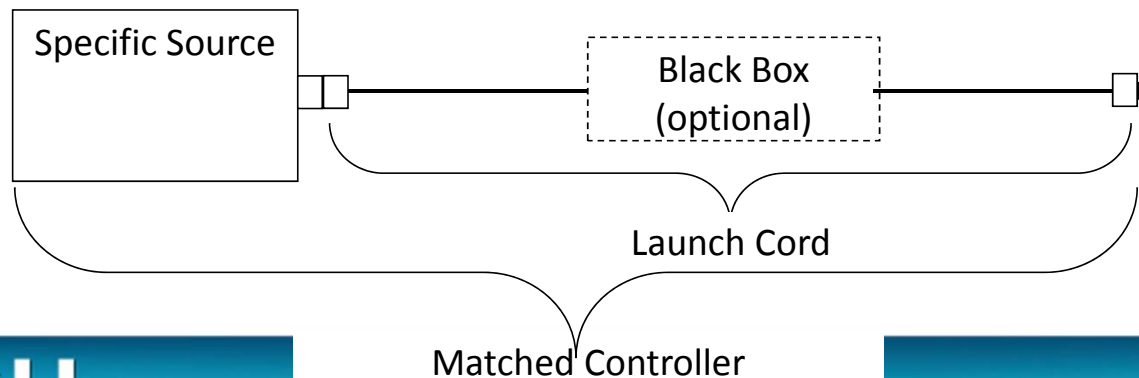 Specific Source
Black Box
(optional)
Launch Cord
Matched Controller